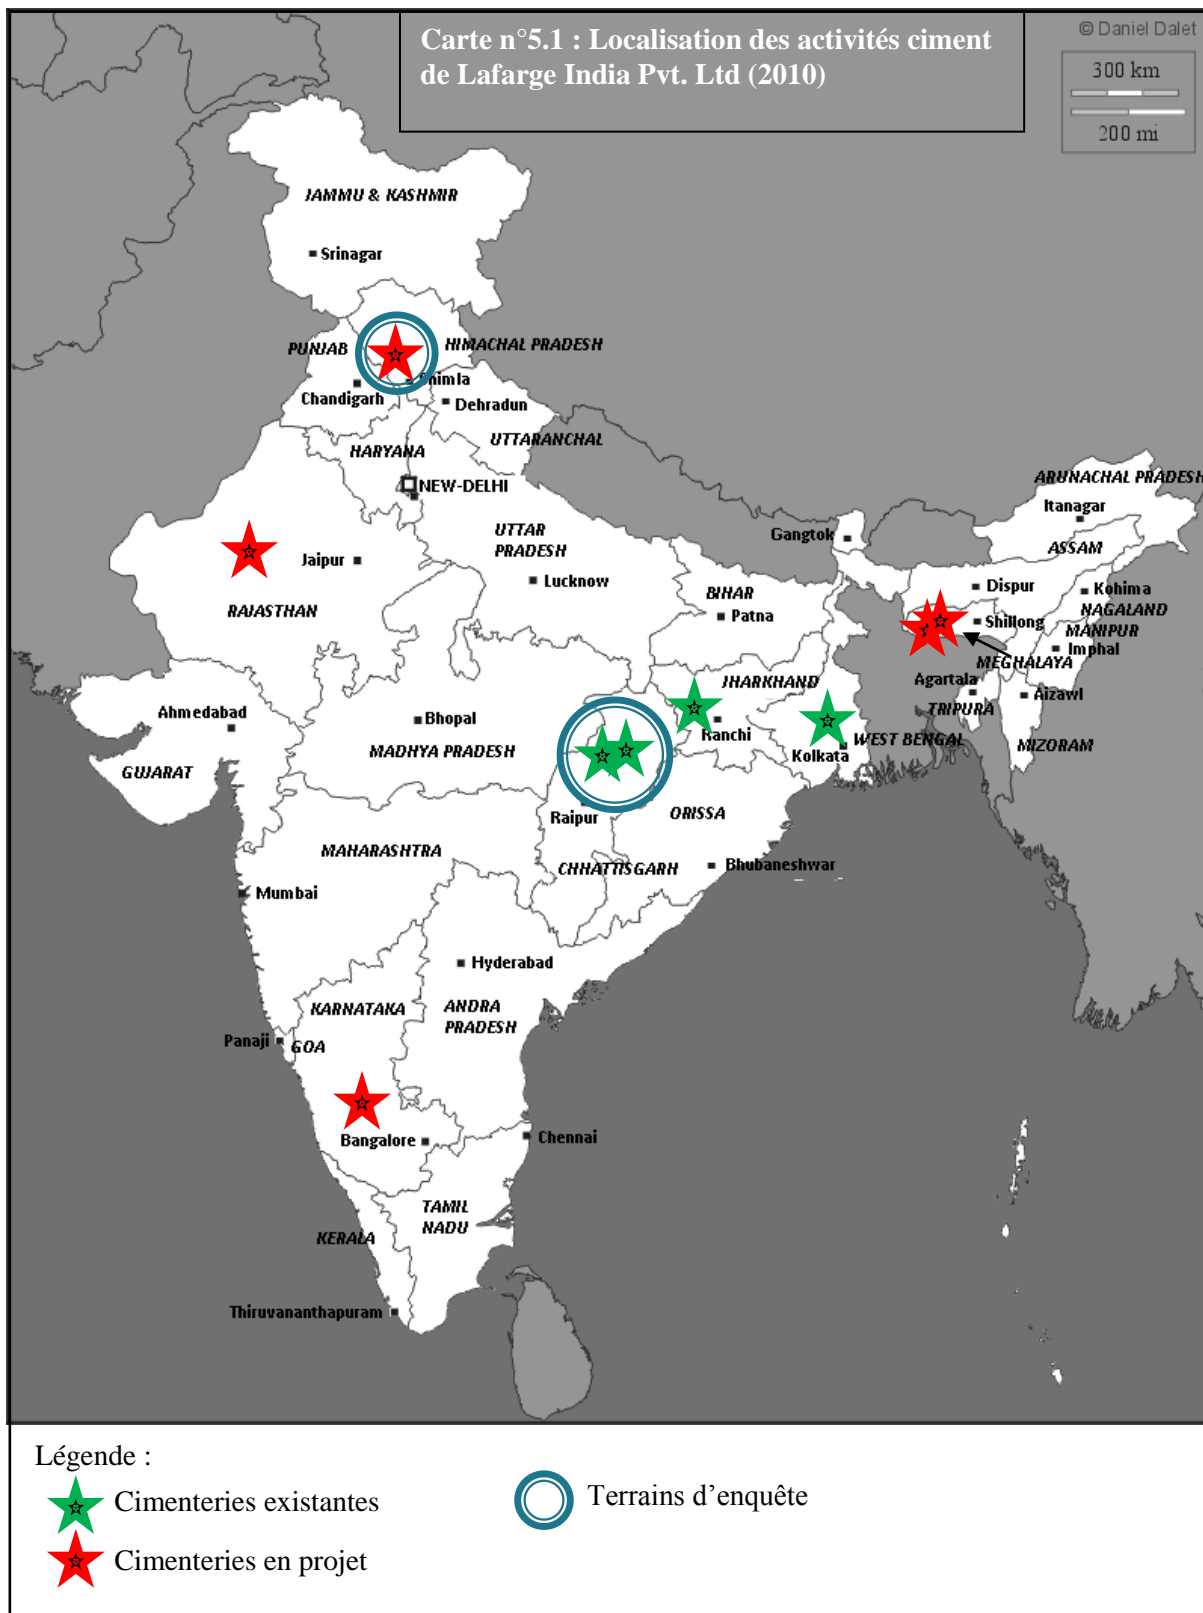 Carte n°5.1 : Localisation des activités ciment
de Lafarge India Pvt. Ltd (2010)
© Daniel Dalet
300 km
200 mi
JAMMU & KASHMIR
Srinagar
PUNJAB
HIMACHAL PRADESH
Shimla
Chandigarh
Dehradun
UTTARANCHAL
HARYANA
NEW-DELHI
ARUNACHAL PRADESH
Itanagar
UTTAR
PRADESH
Gangtok
ASSAM
Jaipur
Lucknow
Dispur
Kohima
BIHAR
NAGALAND
RAJASTHAN
Patna
Shillong
MANIPUR
Imphal
MEGHALAYA
JHARKHAND
Agartala
Aizawl
TRIPURA
Ahmedabad
Bhopal
Ranchi
WEST BENGAL
MIZORAM
MADHYA PRADESH
Kolkata
GUJARAT
Raipur
ORISSA
MAHARASHTRA
CHHATTISGARH
Bhubaneshwar
Mumbai
Hyderabad
KARNATAKA
ANDRA
PRADESH
Panaji
GOA
Bangalore
Chennai
TAMIL
NADU
KERALA
Thiruvananthapuram
Légende :
Cimenteries existantes
Terrains d’enquête
Cimenteries en projet